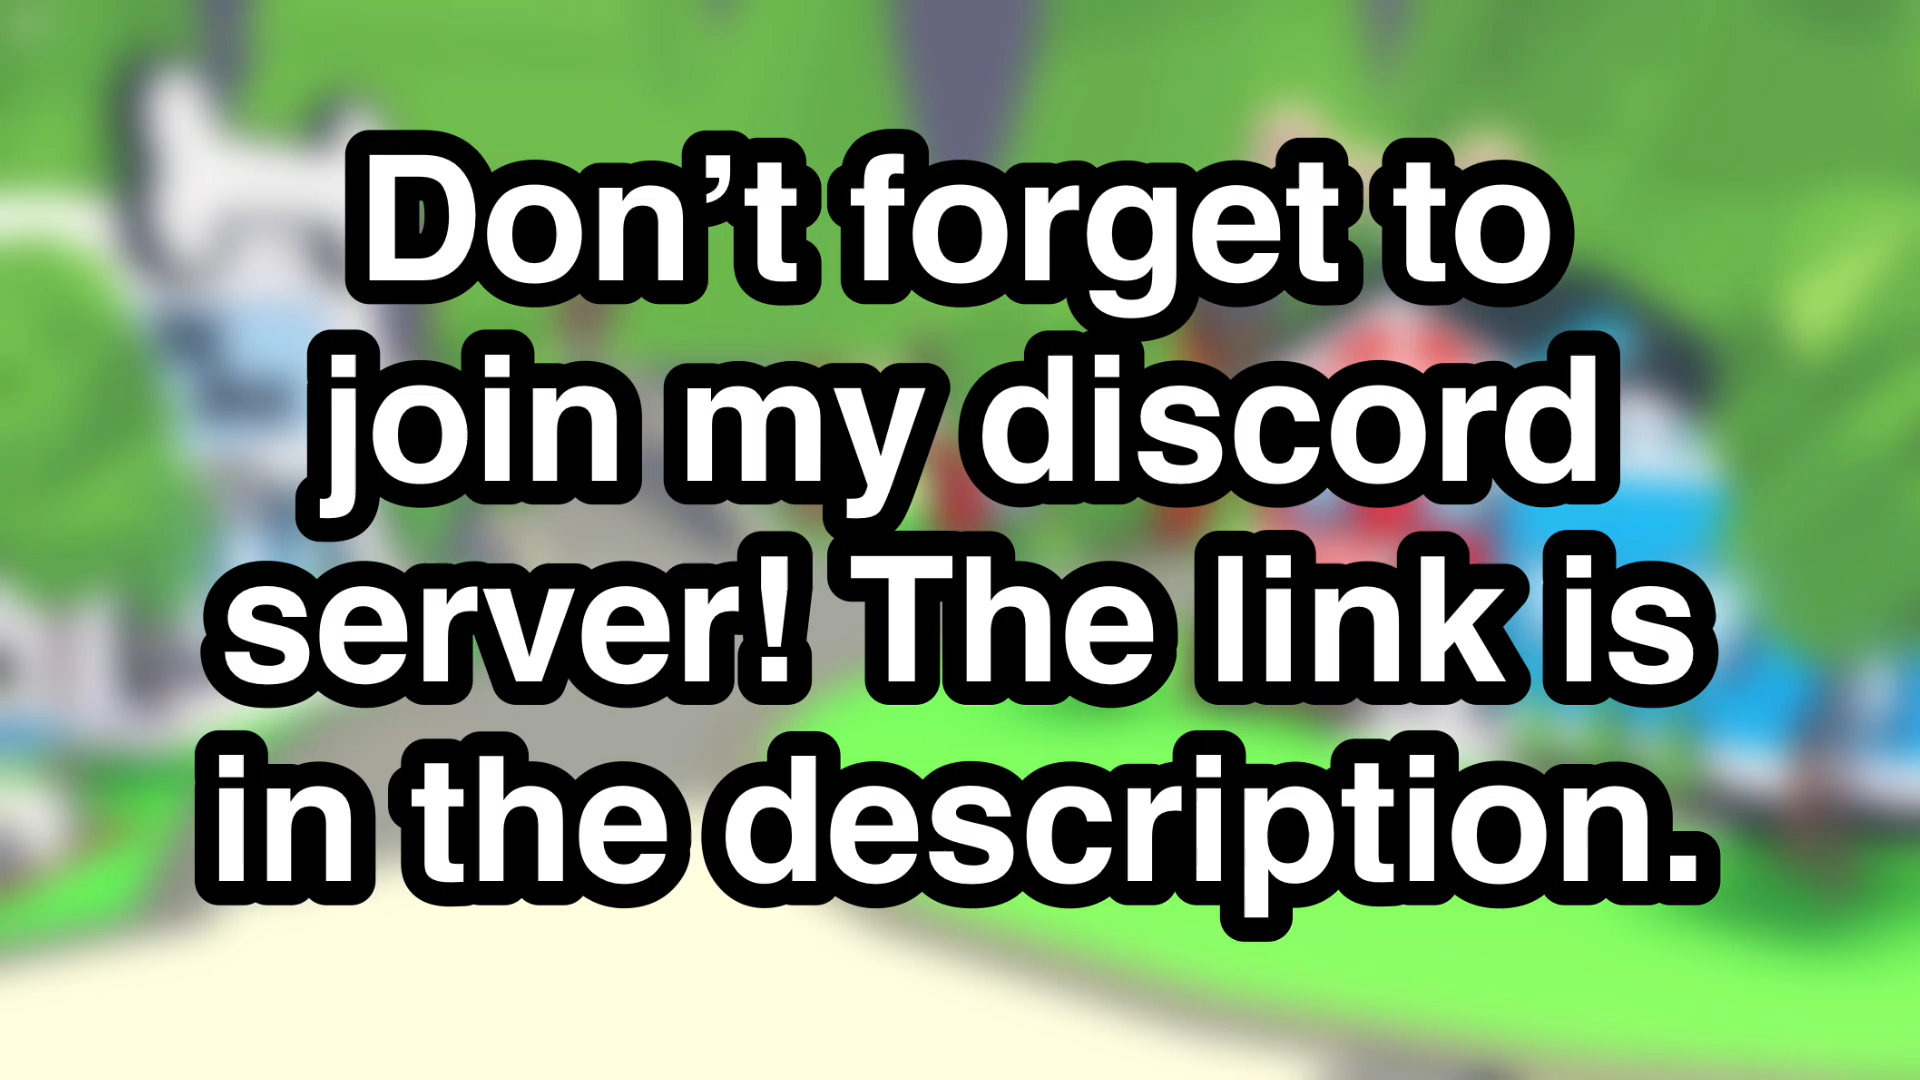 Don’t forget to
join my discord
server! The link is
in the description.